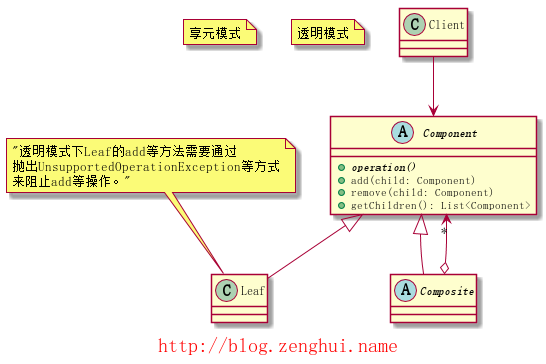 享元模式
透明模式
C Client
A Component
operation()
add(child: Component)
remove(child: Component)
getChildren(): List<Component>
"透明模式下Leaf的add等方法需要通过
抛出UnsupportedOperationException等方式
来阻止add等操作。"
*
C Leaf
A Composite
http://blog.zenghui.name